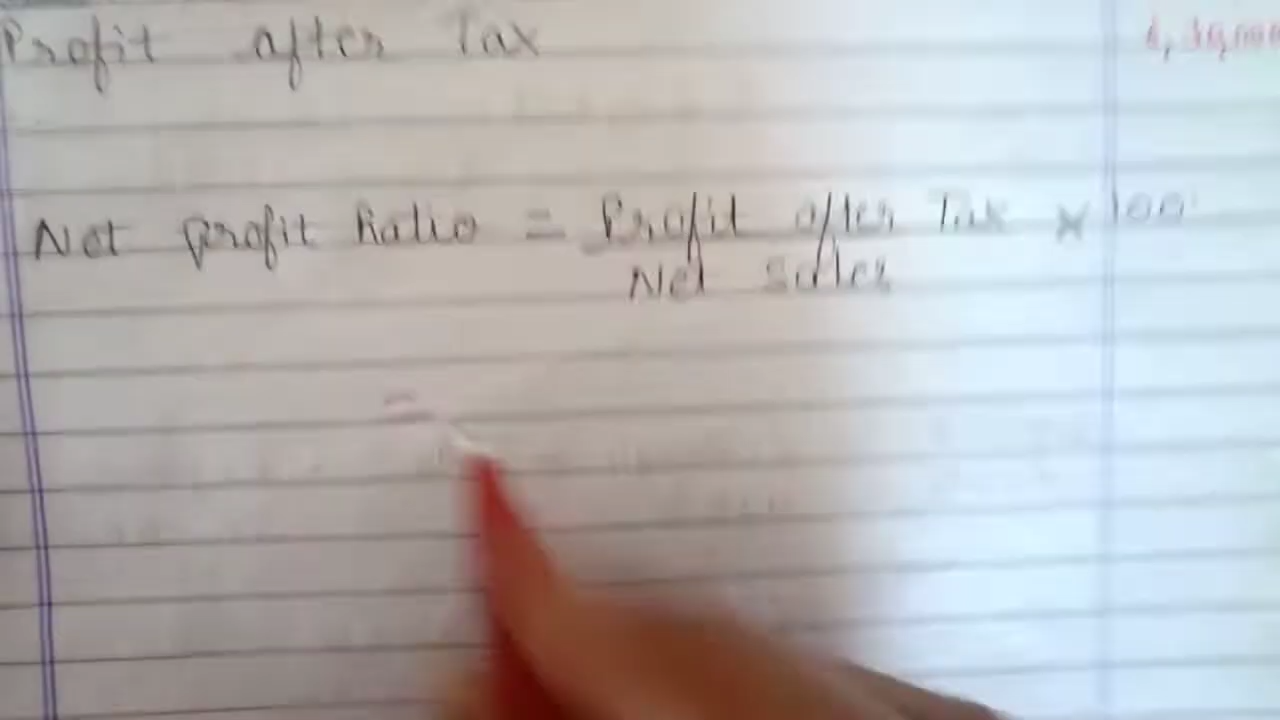 Profit after Tax
Net profit Ratio = Profit after Tax × 100
Net sales